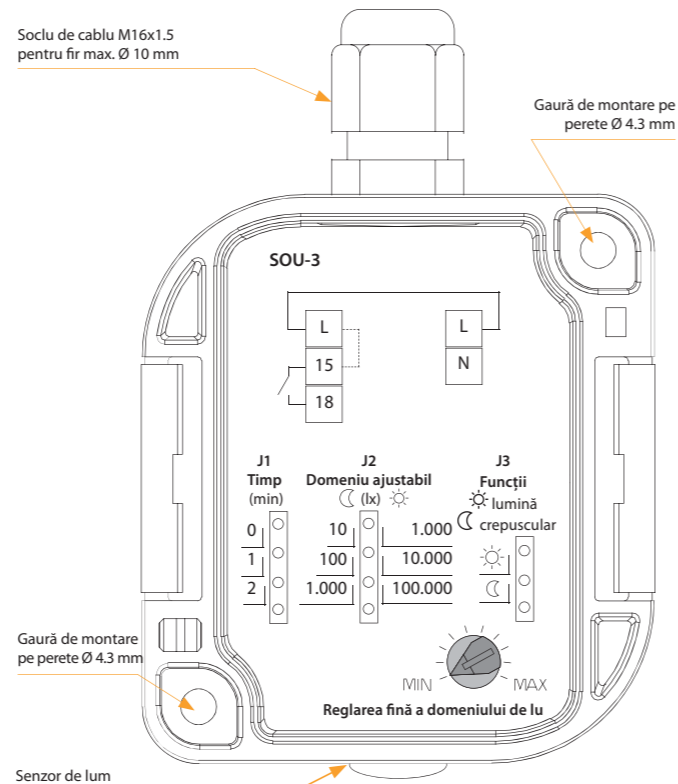 Soclu de cablu M16x1.5
pentru fir max. Ø 10 mm
Gaură de montare pe
perete Ø 4.3 mm
SOU-3
L
15
18
L
N
J1
Timp
(min)
0
1
2
J2
Domeniu ajustabil
(lx)
10 1.000
100 10.000
1.000 100.000
J3
Funcții
lumină
crepuscular
MIN MAX
Reglarea fină a domeniului de lu
Gaură de montare
pe perete Ø 4.3 mm
Senzor de lum